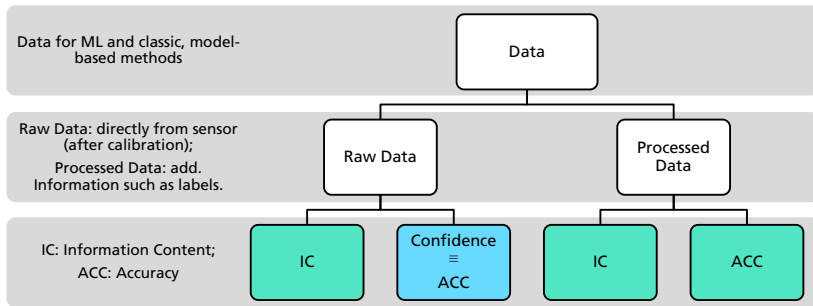 Data for ML and classic, model-
based methods
Data
Raw Data: directly from sensor
(after calibration);
Processed Data: add.
Information such as labels.
Raw Data
Processed
Data
IC: Information Content;
ACC: Accuracy
IC
Confidence
≡
ACC
IC
ACC